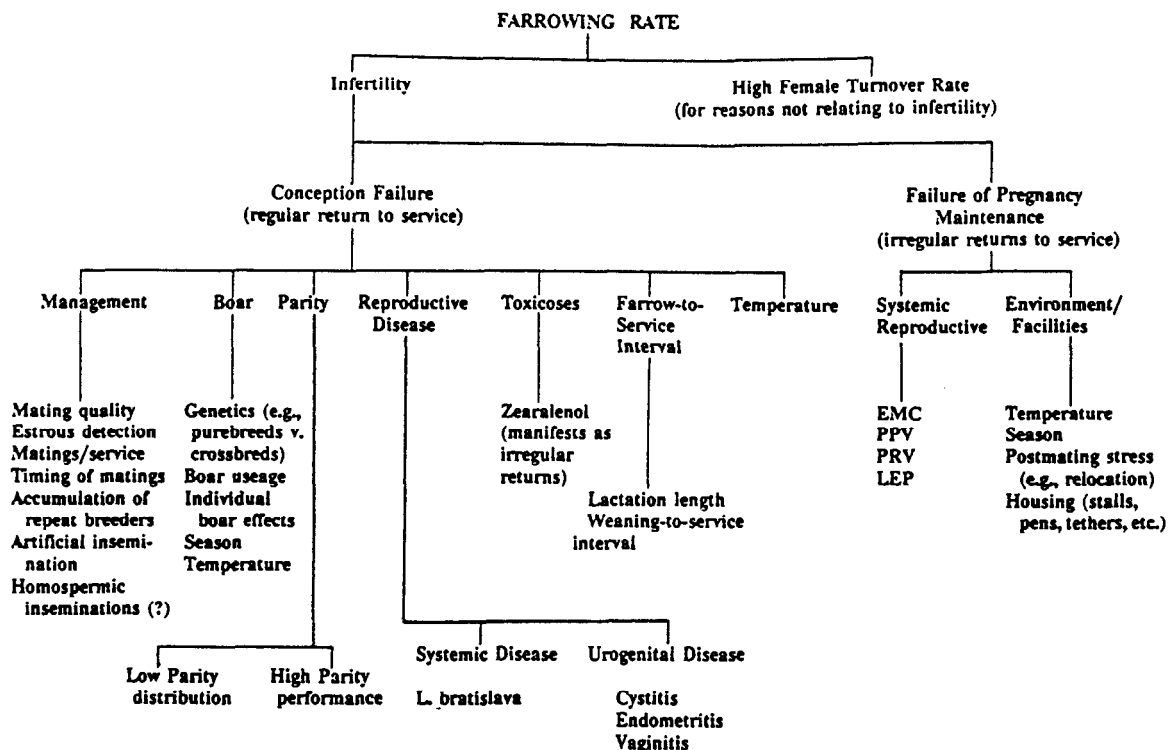 FARROWING RATE
Infertility
High Female Turnover Rate
(for reasons not relating to infertility)
Conception Failure
(regular return to service)
Failure of Pregnancy
Maintenance
(irregular returns to service)
Management
Boar
Parity
Reproductive
Disease
Toxicoses
Farrow-to-
Service
Interval
Temperature
Systemic
Reproductive
Environment/
Facilities
Mating quality
Estrous detection
Matings/service
Timing of matings
Accumulation of
repeat breeders
Artificial insemi-
nation
Homospermic
inseminations (?)
Genetics (e.g.,
purebreeds v.
crossbreds)
Boar useage
Individual
boar effects
Season
Temperature
Zearalenol
(manifests as
irregular
returns)
Lactation length
Weaning-to-service
interval
EMC
PPV
PRV
LEP
Temperature
Season
Postmating stress
(e.g., relocation)
Housing (stalls,
pens, tethers, etc.)
Low Parity
distribution
High Parity
performance
Systemic Disease
L. bratislava
Urogenital Disease
Cystitis
Endometritis
Vaginitis